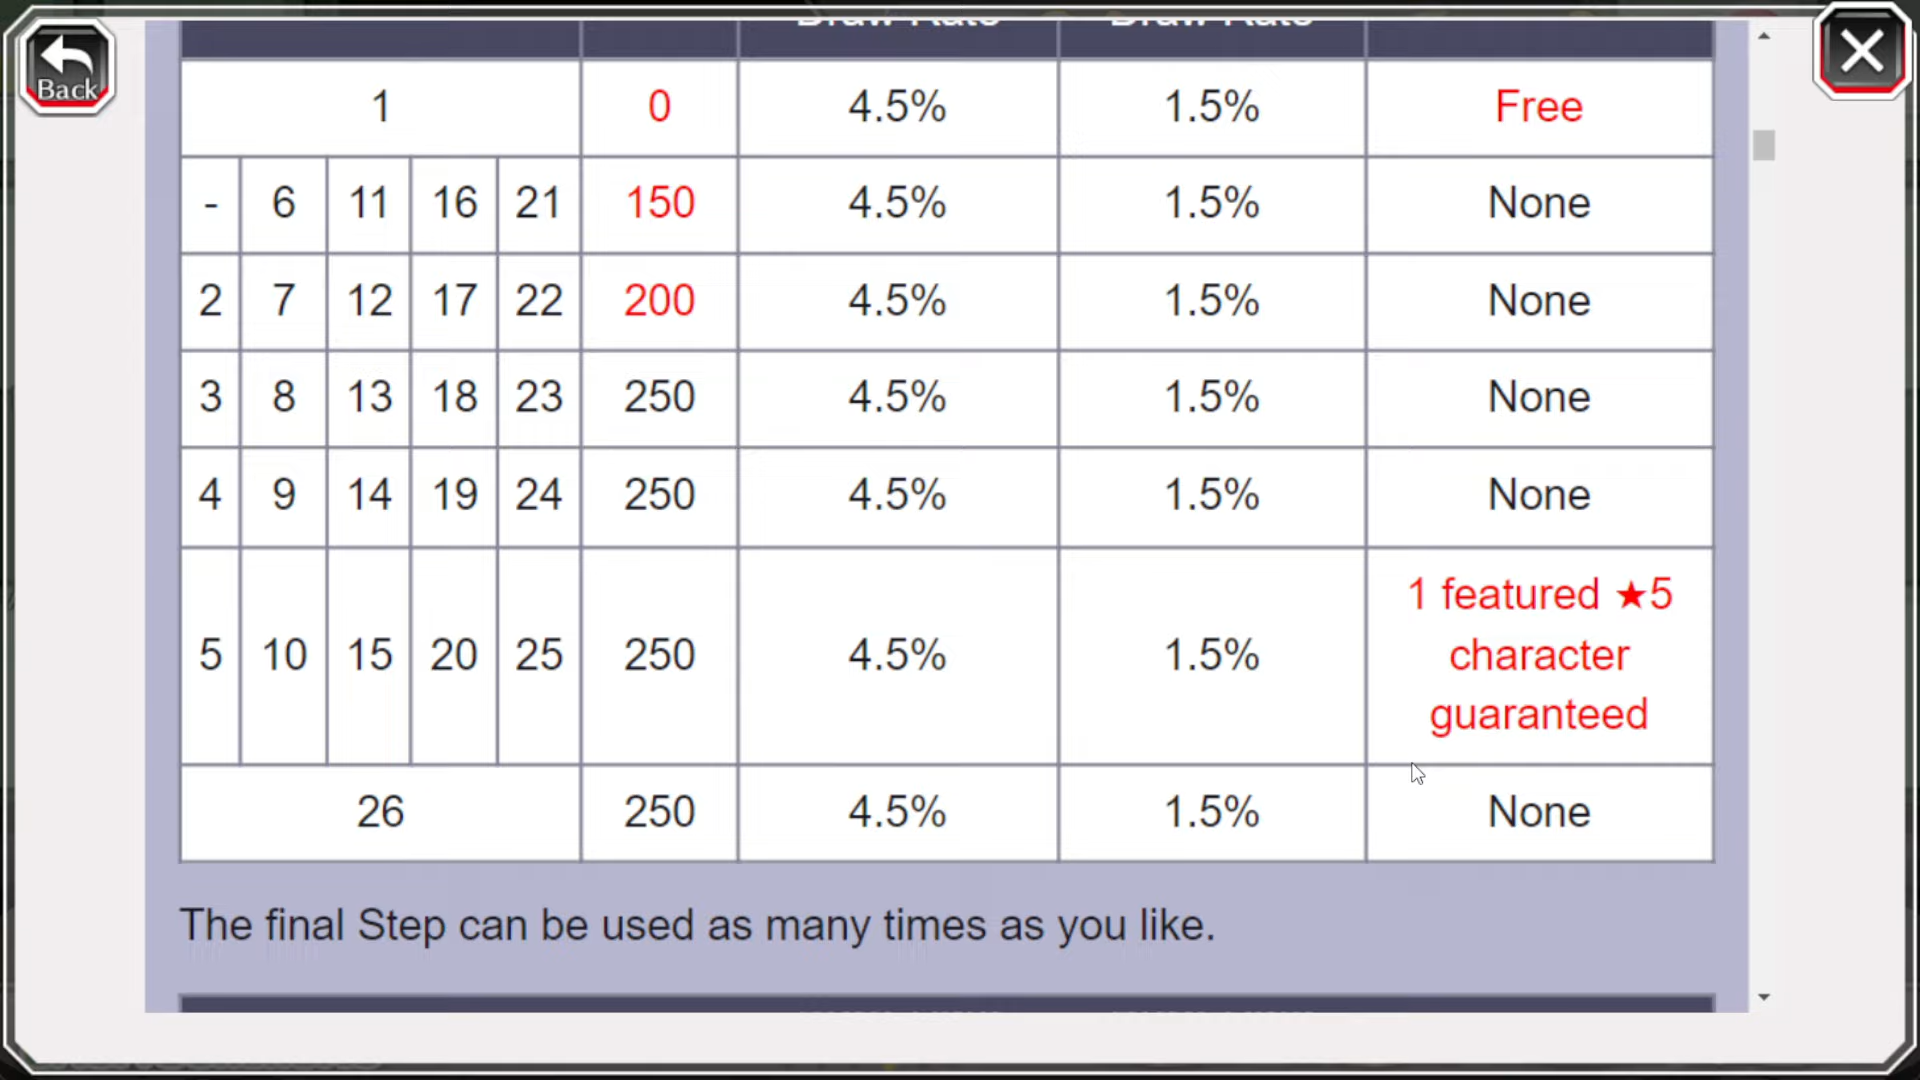 Back
Draw Rate Draw Rate
1 0 4.5% 1.5% Free
- 6 11 16 21 150 4.5% 1.5% None
2 7 12 17 22 200 4.5% 1.5% None
3 8 13 18 23 250 4.5% 1.5% None
4 9 14 19 24 250 4.5% 1.5% None
5 10 15 20 25 250 4.5% 1.5% 1 featured ★5
character
guaranteed
26 250 4.5% 1.5% None
The final Step can be used as many times as you like.